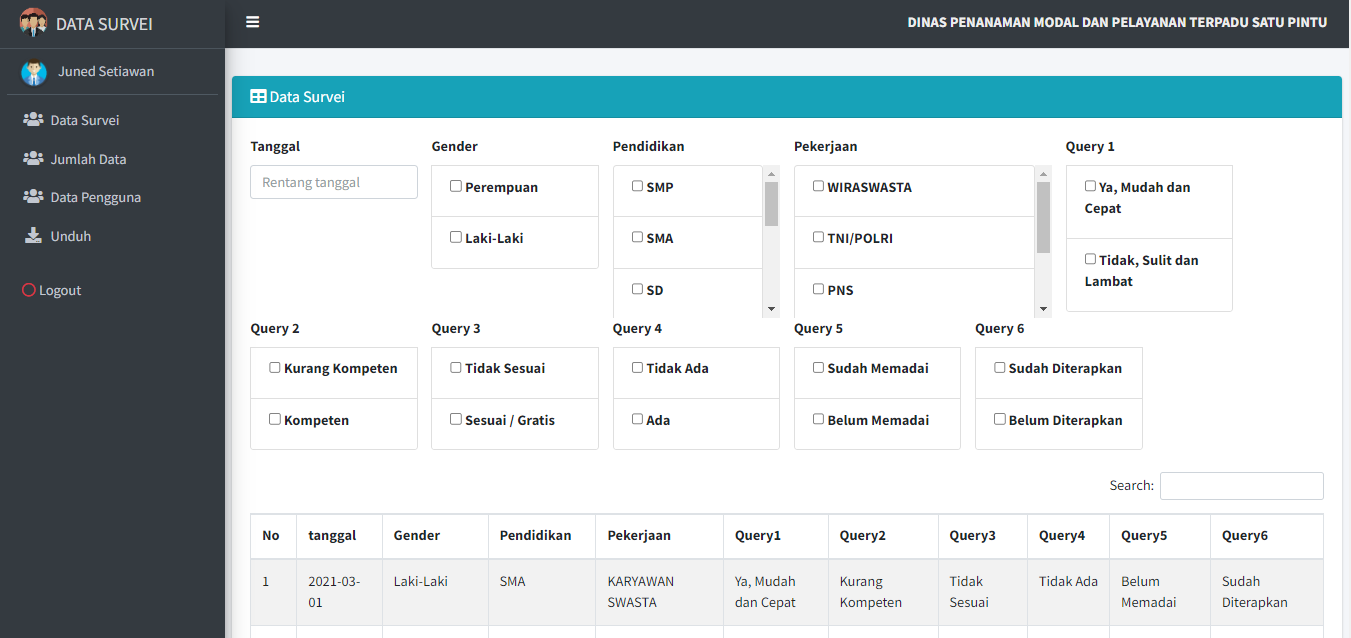 DATA SURVEI
DINAS PENANAMAN MODAL DAN PELAYANAN TERPADU SATU PINTU
Juned Setiawan
Data Survei
Jumlah Data
Data Pengguna
Unduh
Logout
Data Survei
Tanggal
Rentang tanggal
Gender
Perempuan
Laki-Laki
Pendidikan
SMP
SMA
SD
Pekerjaan
WIRASWASTA
TNI/POLRI
PNS
Query 1
Ya, Mudah dan
Cepat
Tidak, Sulit dan
Lambat
Query 2
Kurang Kompeten
Kompeten
Query 3
Tidak Sesuai
Sesuai / Gratis
Query 4
Tidak Ada
Ada
Query 5
Sudah Memadai
Belum Memadai
Query 6
Sudah Diterapkan
Belum Diterapkan
Search:
No tanggal Gender Pendidikan Pekerjaan Query1 Query2 Query3 Query4 Query5 Query6
1 2021-03- Laki-Laki SMA KARYAWAN Ya, Mudah Kurang Tidak Tidak Ada Belum Sudah
01 SWASTA dan Cepat Kompeten Sesuai Memadai Diterapkan